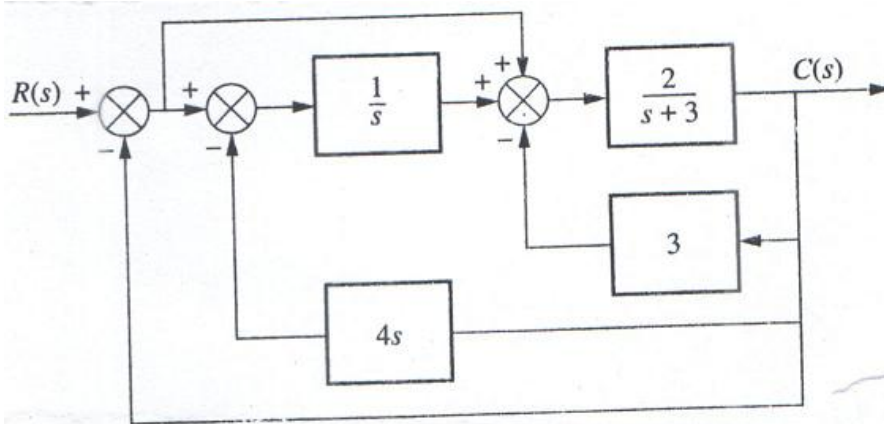 R(s) + + 1/s + + 2/(s + 3) C(s)
− − −
3
4s
−